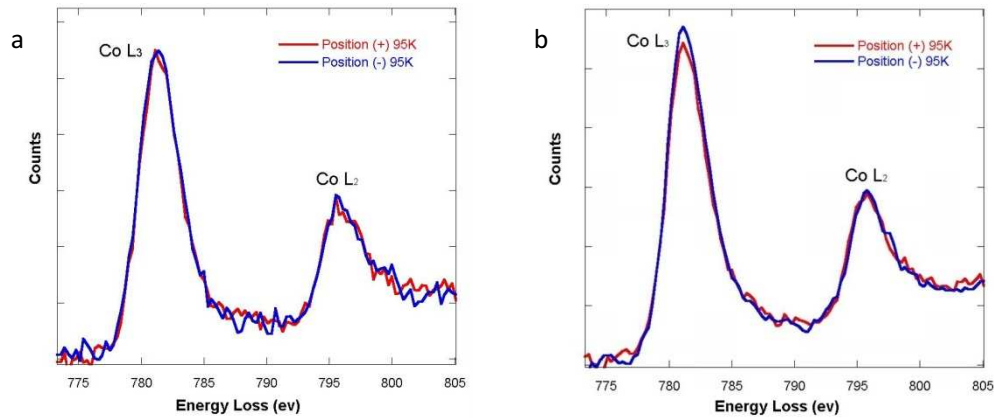 a
Co L3
Position (+) 95K
Position (-) 95K
Co L2
Counts
775 780 785 790 795 800 805
Energy Loss (ev)
b
Co L3
Position (+) 95K
Position (-) 95K
Co L2
Counts
775 780 785 790 795 800 805
Energy Loss (ev)